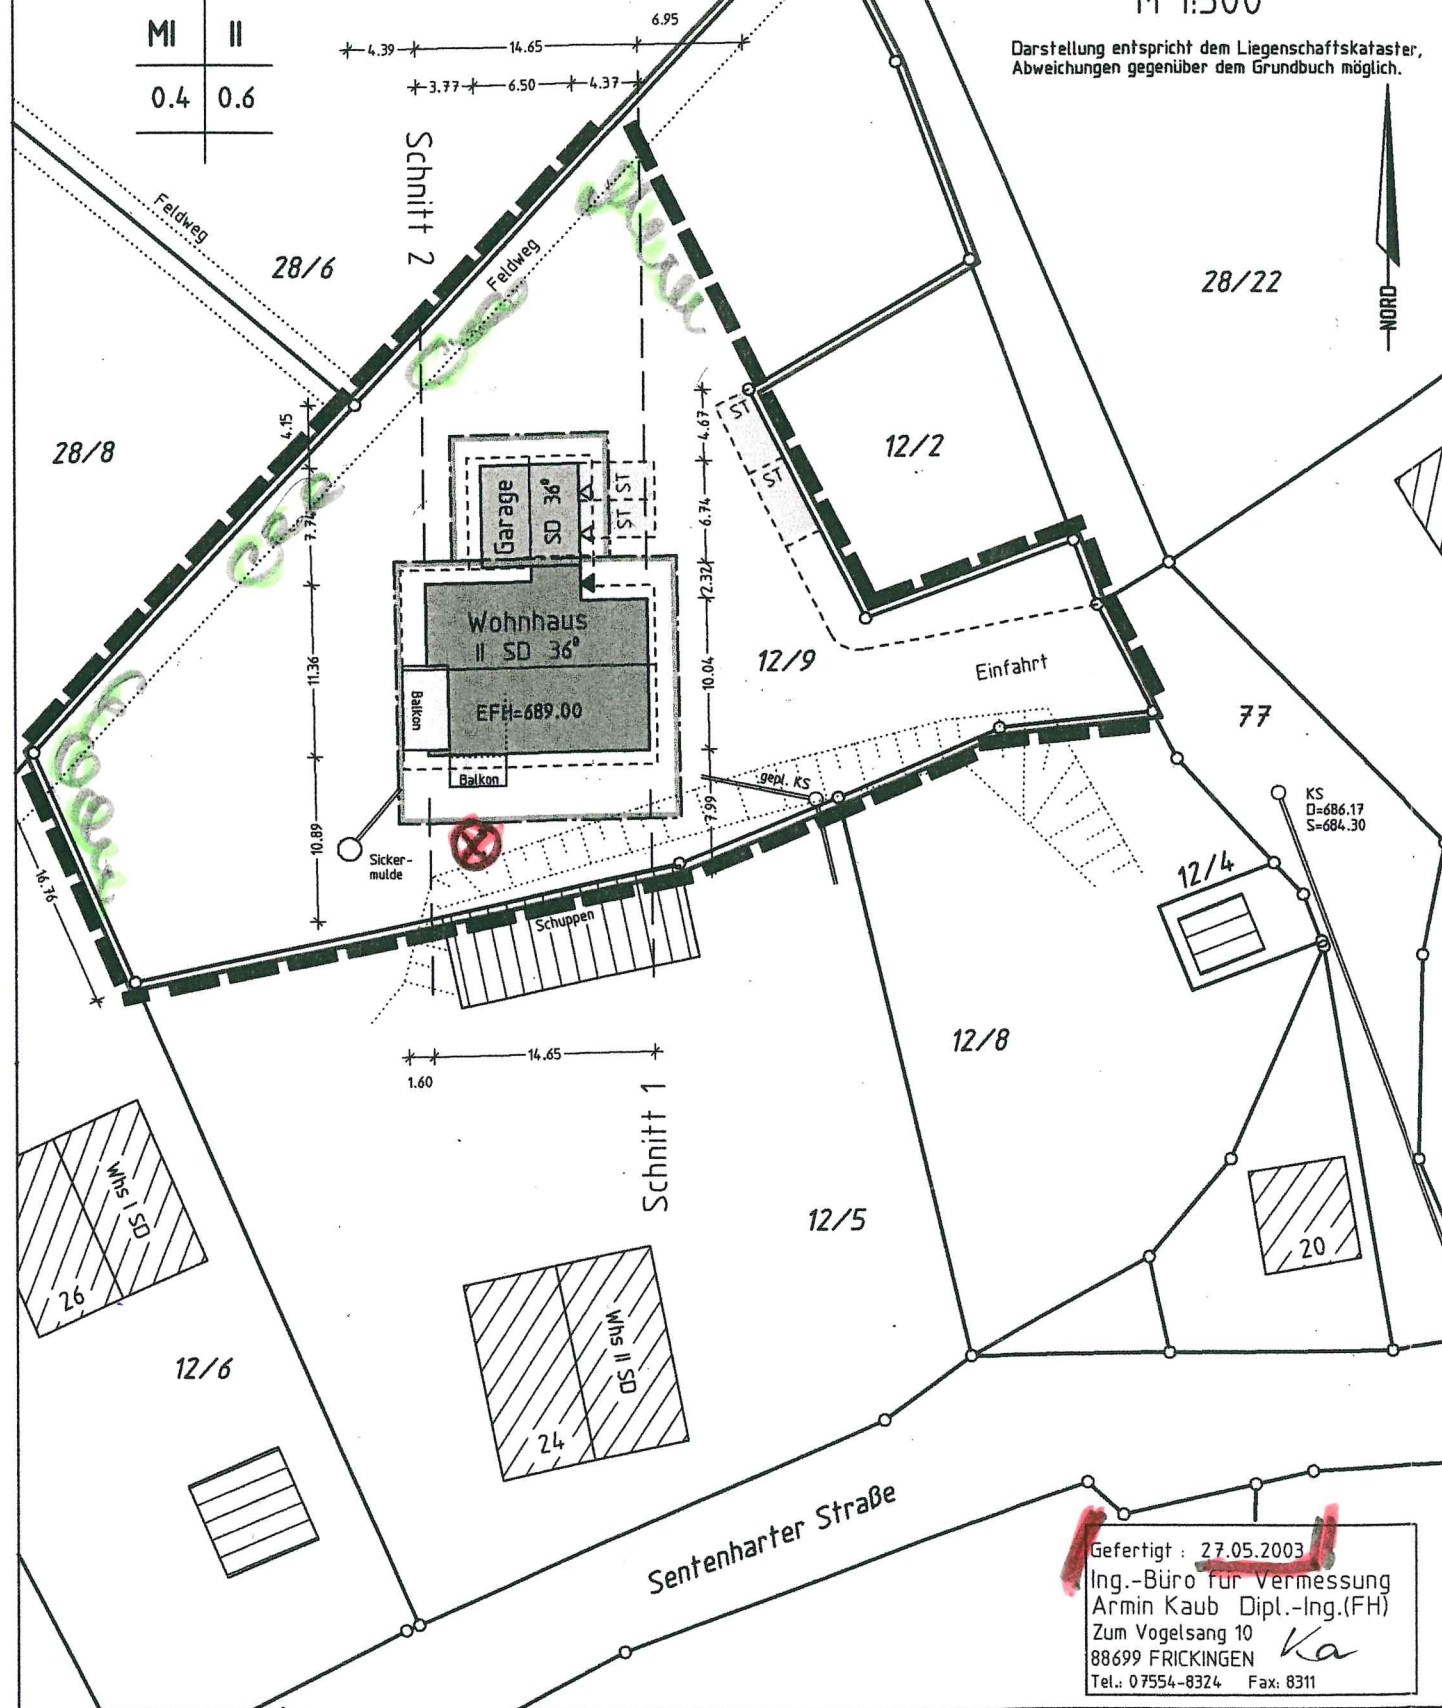 M 1:500
MI II
0.4 0.6
Darstellung entspricht dem Liegenschaftskataster,
Abweichungen gegenüber dem Grundbuch möglich.
6.95
4.39 14.65
3.77 6.50 4.37
Schnitt 2
NORD
Feldweg
28/6
Feldweg
28/22
28/8
4.15
7.74
11.36
10.89
16.76
4.67
6.74
2.32
10.04
7.99
ST
ST
12/2
Garage
SD 36°
ST
ST
Wohnhaus
II SD 36°
EFH=689.00
Balkon
Balkon
12/9
Einfahrt
77
gepl. KS
KS
D=686.17
S=684.30
Sicker-
mulde
12/4
Schuppen
14.65
1.60
Schnitt 1
12/8
12/5
Whs I SD
26
12/6
Whs II SD
24
20
Sentenharter Straße
Gefertigt : 27.05.2003
Ing.-Büro für Vermessung
Armin Kaub Dipl.-Ing.(FH)
Zum Vogelsang 10
88699 FRICKINGEN
Tel.: 07554-8324 Fax: 8311
Ka